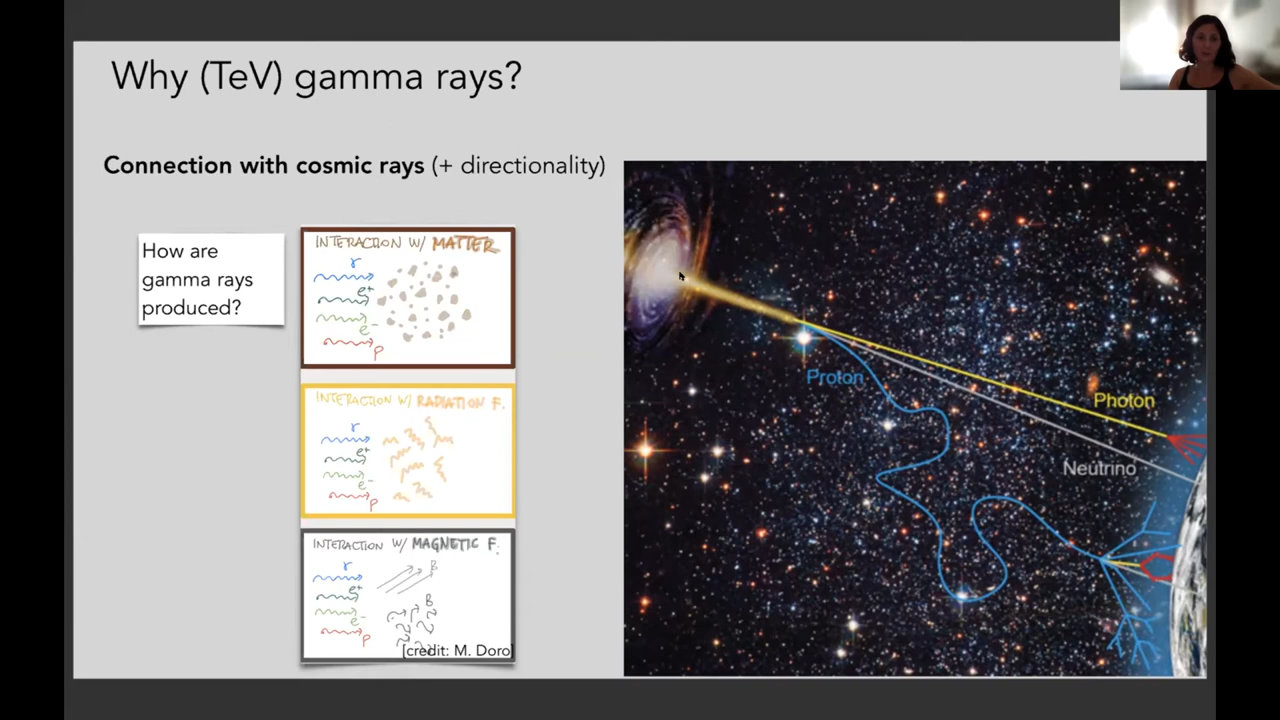 Why (TeV) gamma rays?
Connection with cosmic rays (+ directionality)
How are
gamma rays
produced?
INTERACTION W/ MATTER
γ
e+
e-
p
INTERACTION W/ RADIATION F.
γ
e+
e-
p
INTERACTION W/ MAGNETIC F.
γ
B
e+
e-
B
p
[credit: M. Doro]
Proton
Photon
Neutrino